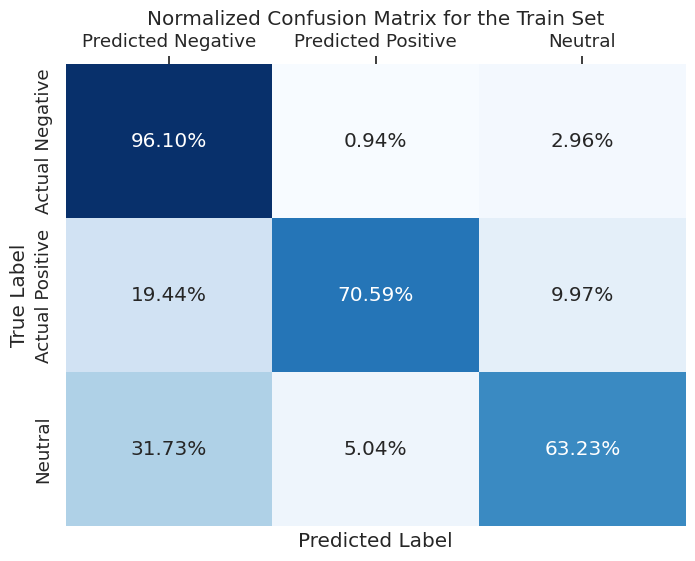 Normalized Confusion Matrix for the Train Set
Predicted Negative Predicted Positive Neutral
True Label
Actual Negative 96.10% 0.94% 2.96%
Actual Positive 19.44% 70.59% 9.97%
Neutral 31.73% 5.04% 63.23%
Predicted Label